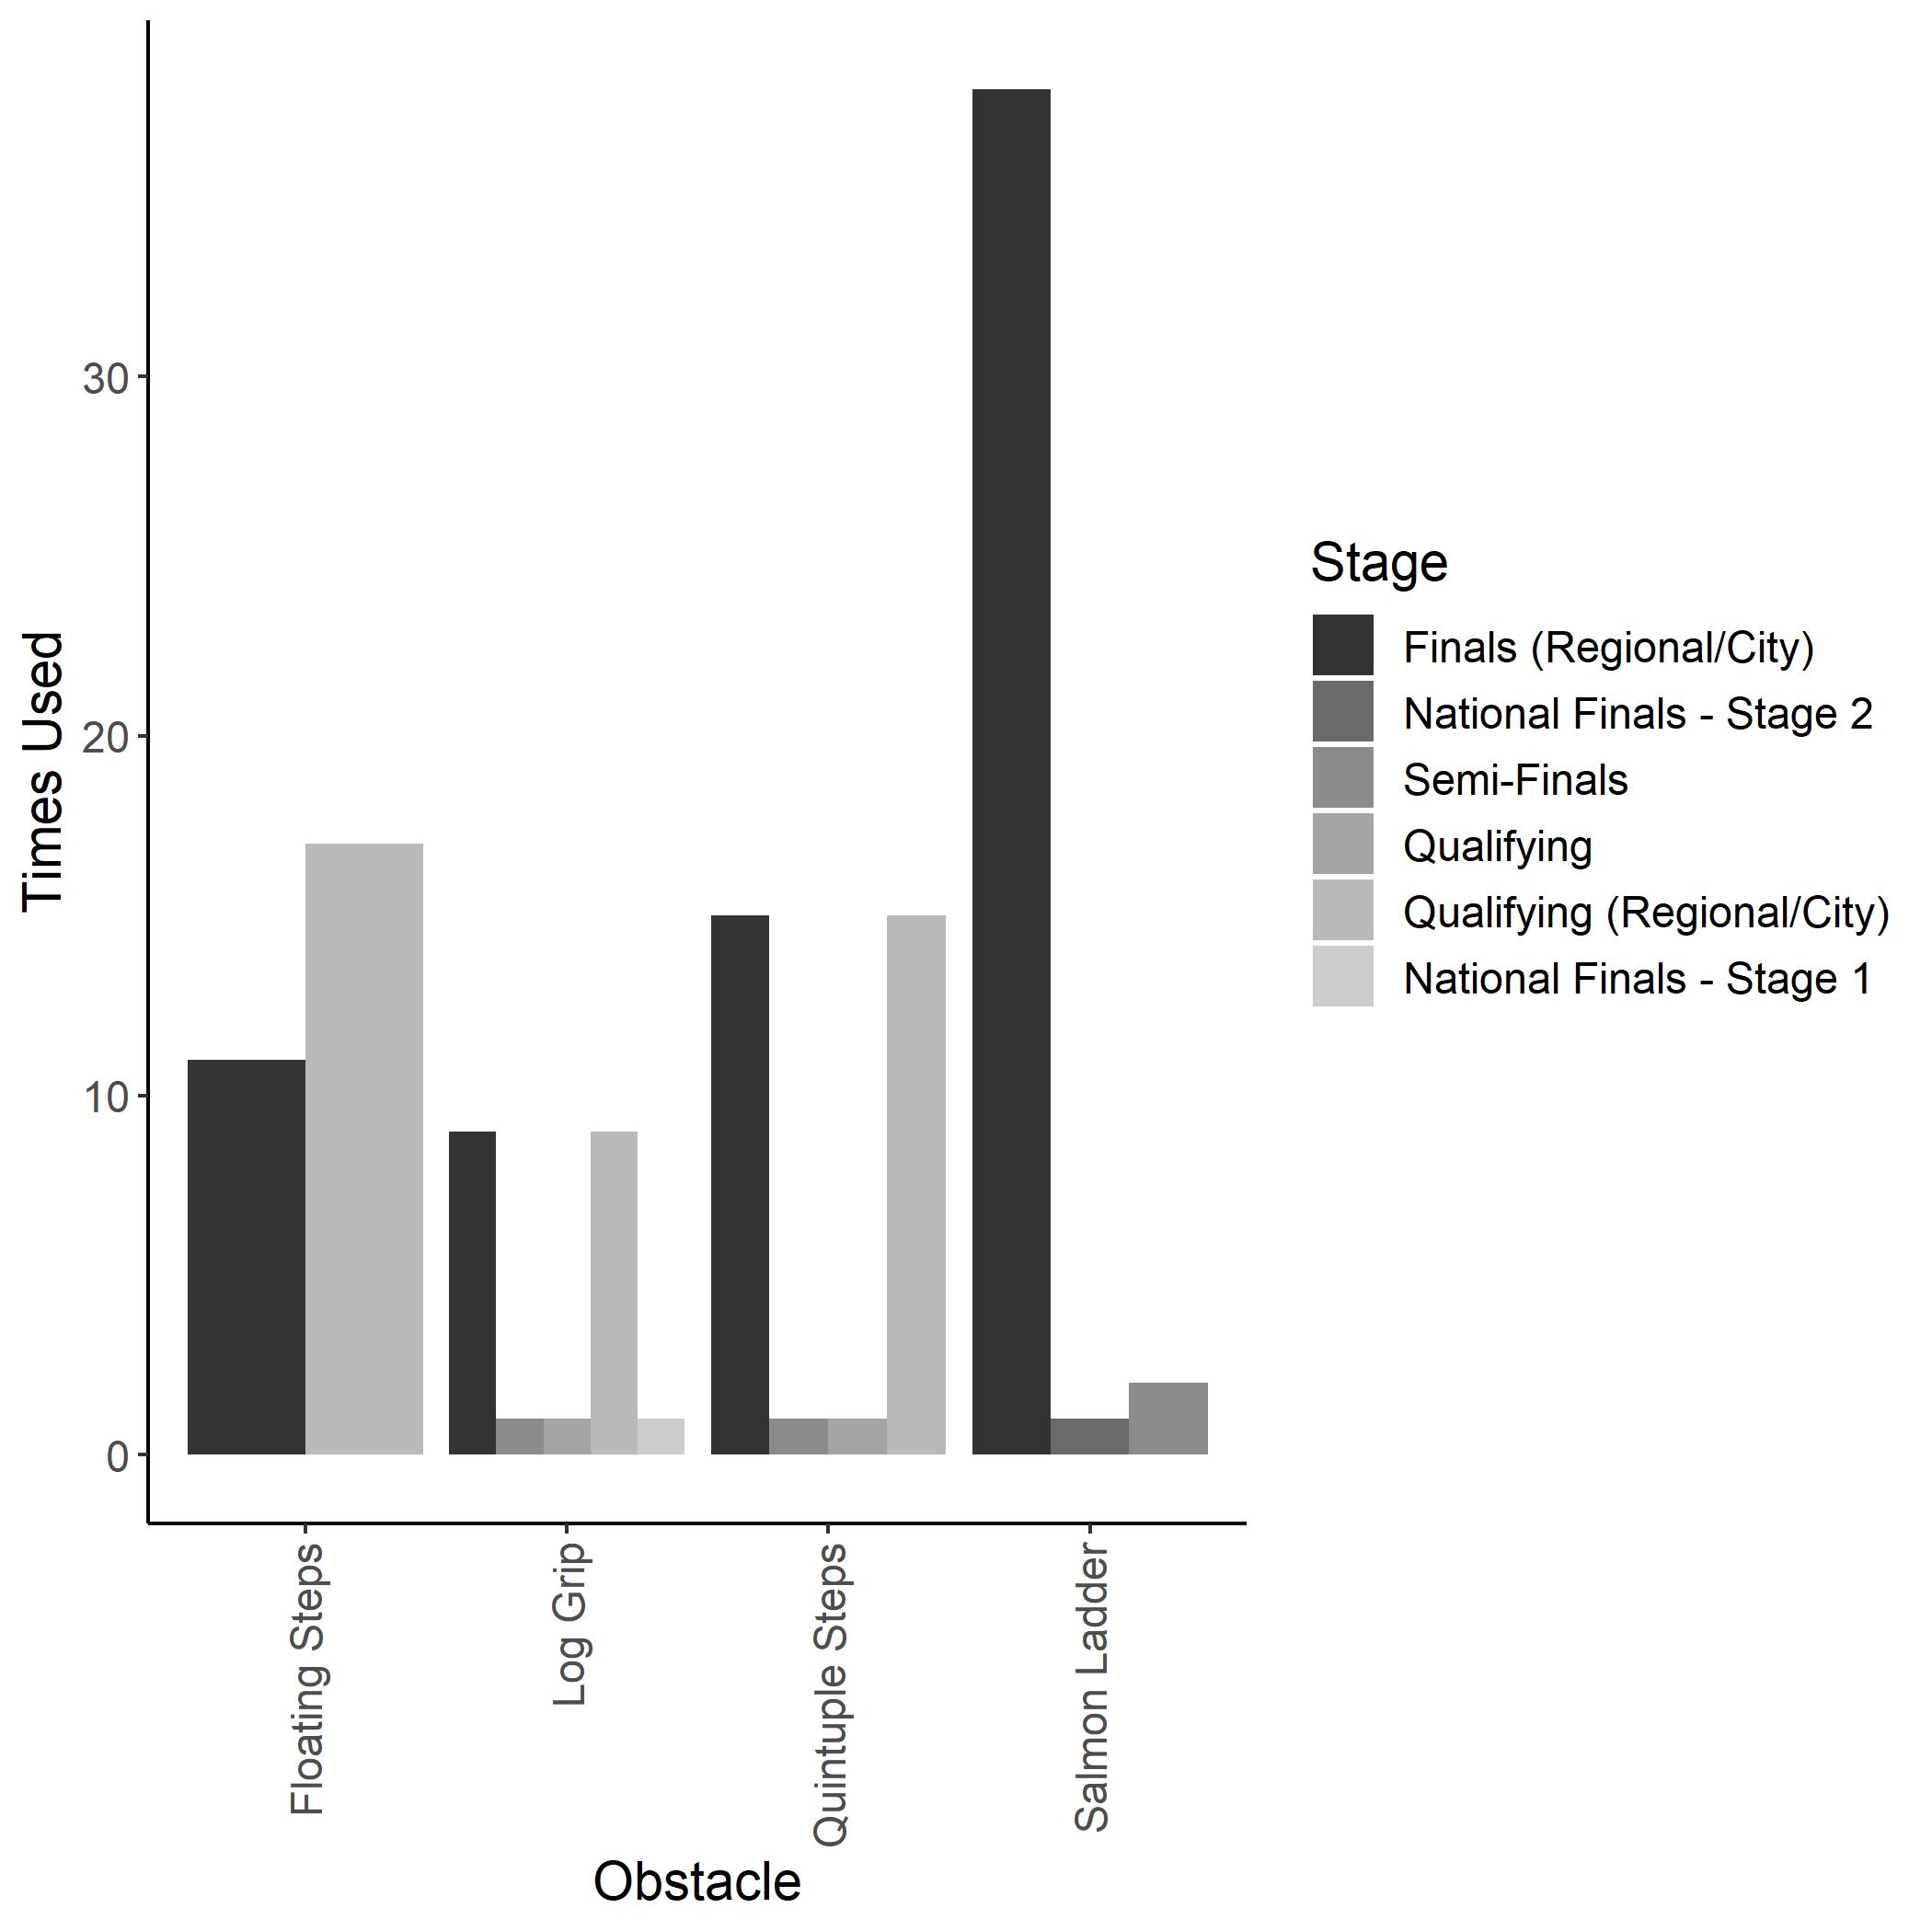 Times Used
30
20
10
0
Floating Steps
Log Grip
Quintuple Steps
Salmon Ladder
Obstacle
Stage
Finals (Regional/City)
National Finals - Stage 2
Semi-Finals
Qualifying
Qualifying (Regional/City)
National Finals - Stage 1